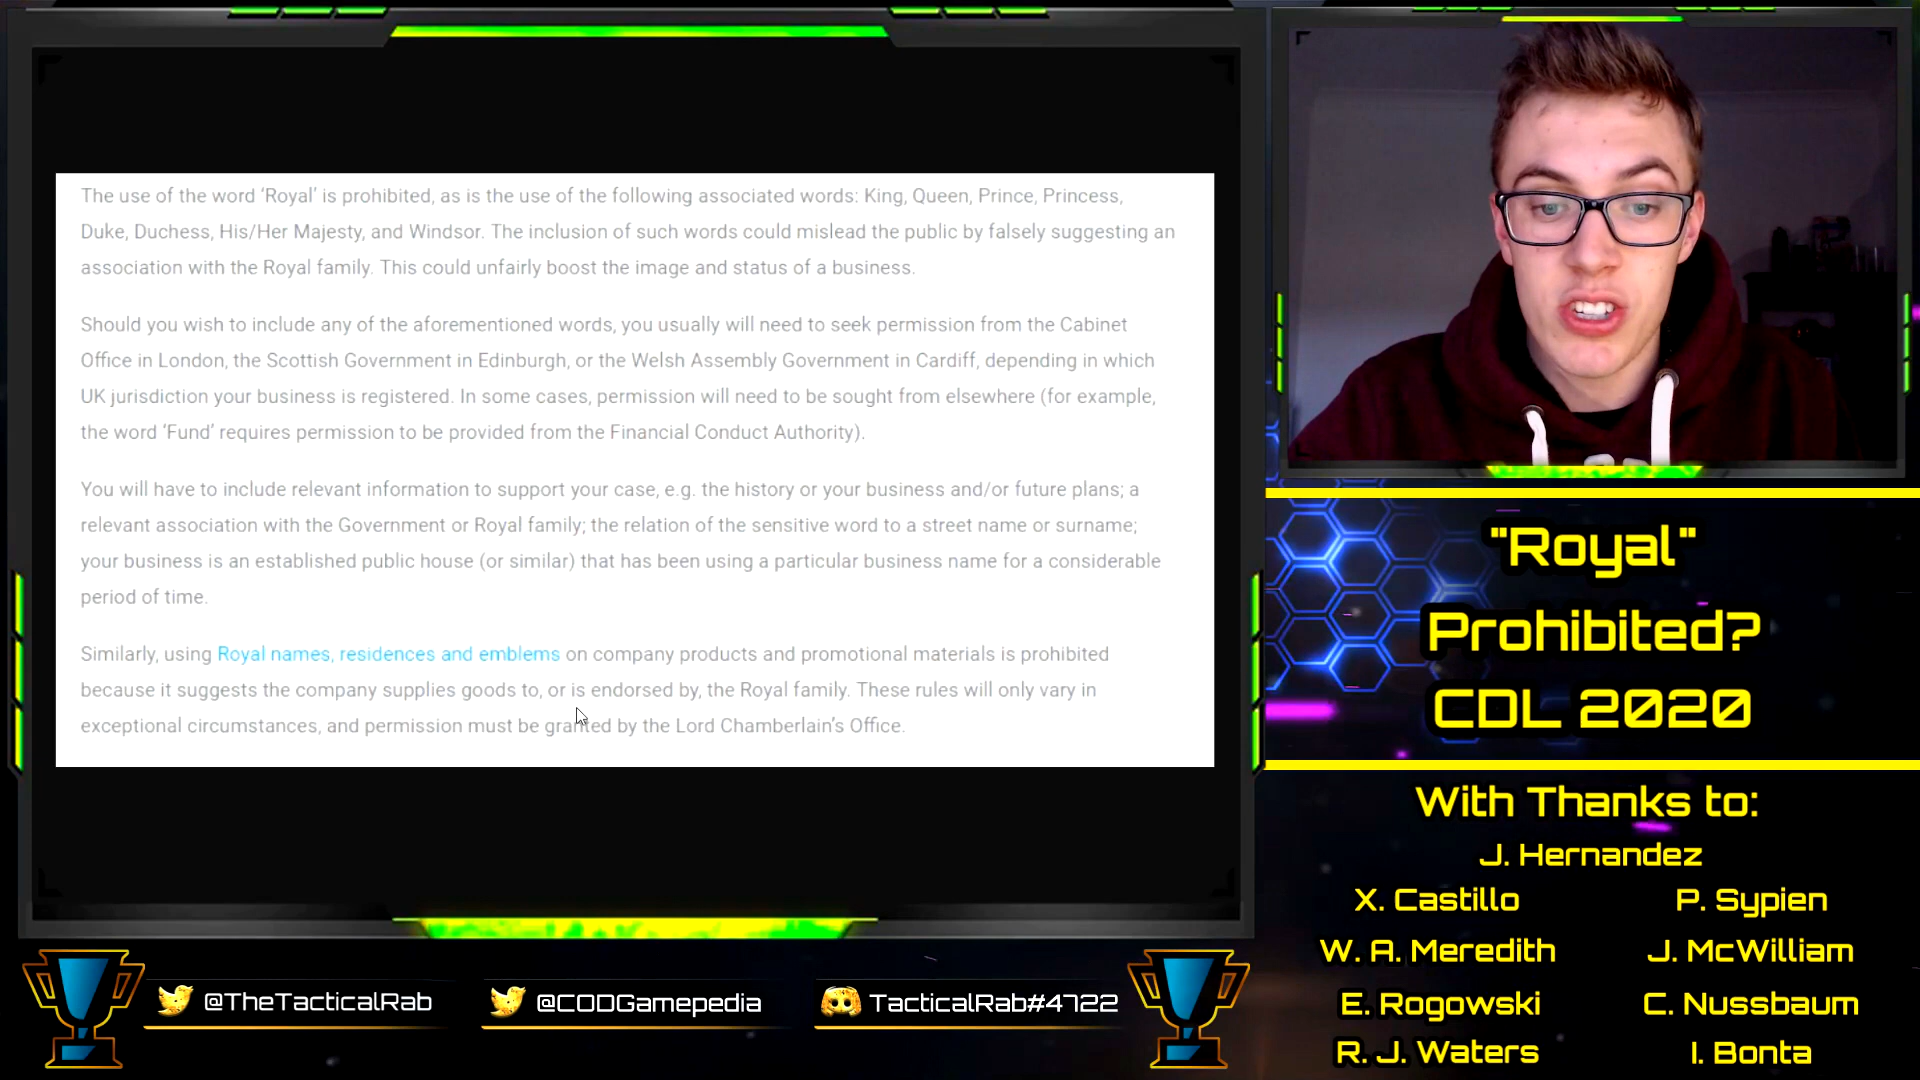 The use of the word ‘Royal’ is prohibited, as is the use of the following associated words: King, Queen, Prince, Princess,
Duke, Duchess, His/Her Majesty, and Windsor. The inclusion of such words could mislead the public by falsely suggesting an
association with the Royal family. This could unfairly boost the image and status of a business.
Should you wish to include any of the aforementioned words, you usually will need to seek permission from the Cabinet
Office in London, the Scottish Government in Edinburgh, or the Welsh Assembly Government in Cardiff, depending in which
UK jurisdiction your business is registered. In some cases, permission will need to be sought from elsewhere (for example,
the word ‘Fund’ requires permission to be provided from the Financial Conduct Authority).
You will have to include relevant information to support your case, e.g. the history or your business and/or future plans; a
relevant association with the Government or Royal family; the relation of the sensitive word to a street name or surname;
your business is an established public house (or similar) that has been using a particular business name for a considerable
period of time.
Similarly, using Royal names, residences and emblems on company products and promotional materials is prohibited
because it suggests the company supplies goods to, or is endorsed by, the Royal family. These rules will only vary in
exceptional circumstances, and permission must be granted by the Lord Chamberlain’s Office.
"Royal"
Prohibited?
CDL 2020
With Thanks to:
J. Hernandez
X. Castillo P. Sypien
W. A. Meredith J. McWilliam
E. Rogowski C. Nussbaum
R. J. Waters I. Bonta
@TheTacticalRab @CODGamepedia TacticalRab#4722